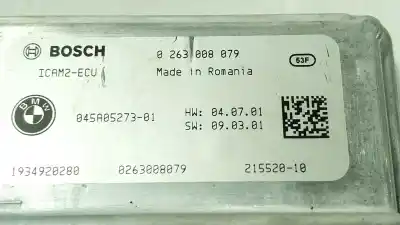 BOSCH 0 263 008 079
ICAM2-ECU Made in Romania 53F
BMW 045A05273-01 HW: 04.07.01
SW: 09.03.01
1934920280 0263008079 215520-10